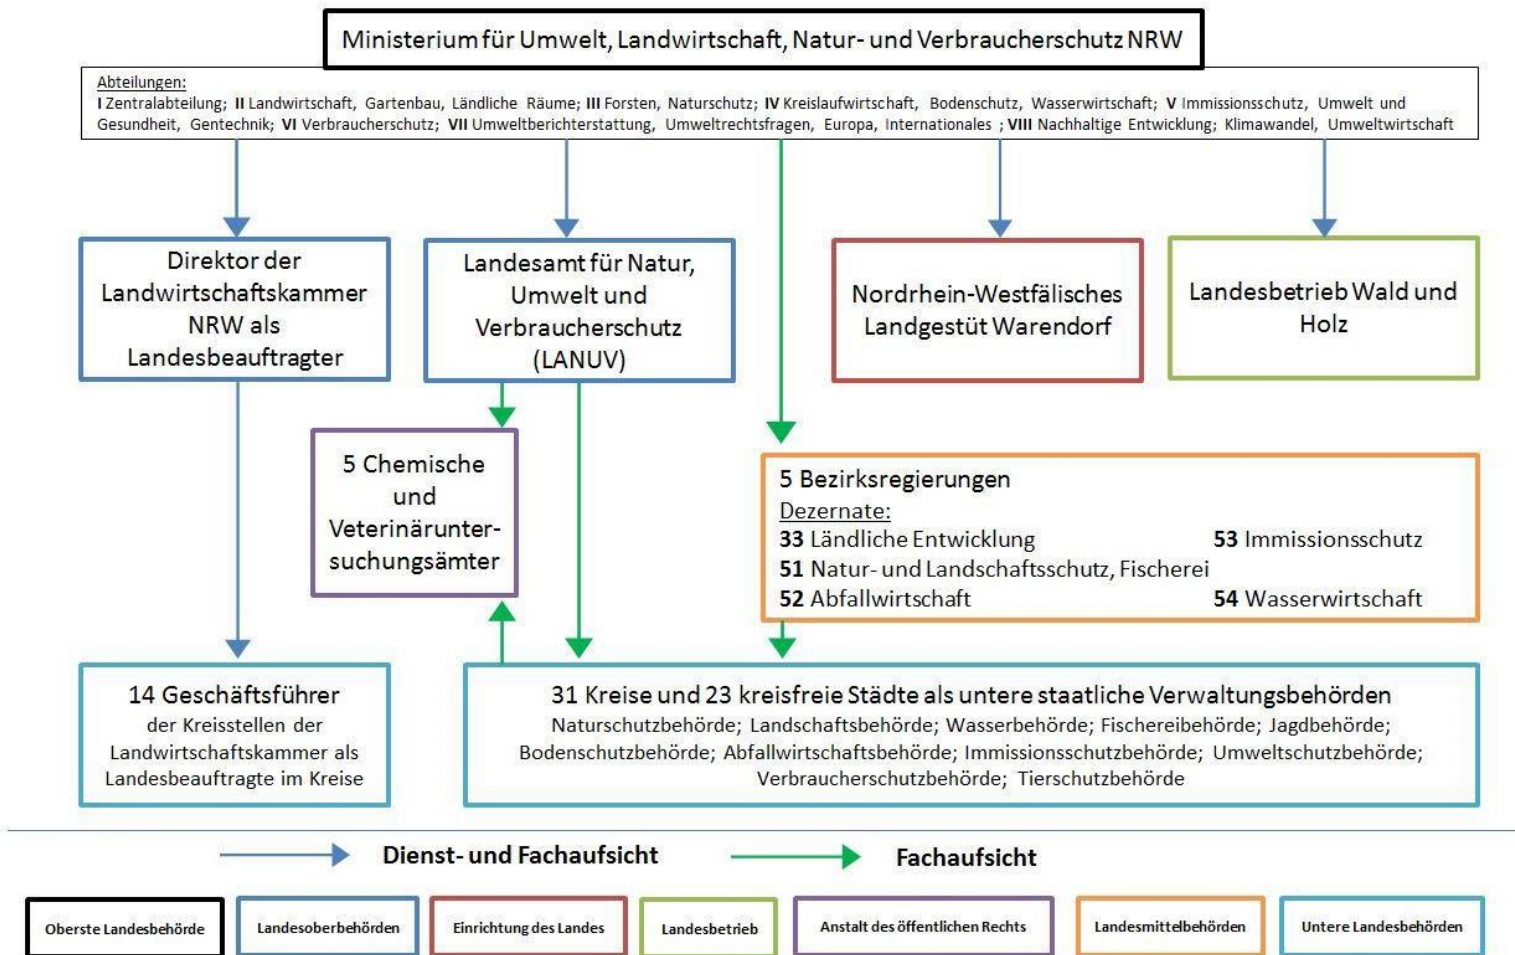 Ministerium für Umwelt, Landwirtschaft, Natur- und Verbraucherschutz NRW
Abteilungen:
I Zentralabteilung; II Landwirtschaft, Gartenbau, Ländliche Räume; III Forsten, Naturschutz; IV Kreislaufwirtschaft, Bodenschutz, Wasserwirtschaft; V Immissionsschutz, Umwelt und
Gesundheit, Gentechnik; VI Verbraucherschutz; VII Umweltberichterstattung, Umweltrechtsfragen, Europa, Internationales ; VIII Nachhaltige Entwicklung; Klimawandel, Umweltwirtschaft
Direktor der
Landwirtschaftskammer
NRW als
Landesbeauftragter
Landesamt für Natur,
Umwelt und
Verbraucherschutz
(LANUV)
Nordrhein-Westfälisches
Landgestüt Warendorf
Landesbetrieb Wald und
Holz
5 Chemische
und
Veterinärunter-
suchungsämter
5 Bezirksregierungen
Dezernate:
33 Ländliche Entwicklung 53 Immissionsschutz
51 Natur- und Landschaftsschutz, Fischerei
52 Abfallwirtschaft 54 Wasserwirtschaft
14 Geschäftsführer
der Kreisstellen der
Landwirtschaftskammer als
Landesbeauftragte im Kreise
31 Kreise und 23 kreisfreie Städte als untere staatliche Verwaltungsbehörden
Naturschutzbehörde; Landschaftsbehörde; Wasserbehörde; Fischereibehörde; Jagdbehörde;
Bodenschutzbehörde; Abfallwirtschaftsbehörde; Immissionsschutzbehörde; Umweltschutzbehörde;
Verbraucherschutzbehörde; Tierschutzbehörde
Dienst- und Fachaufsicht Fachaufsicht
Oberste Landesbehörde Landesoberbehörden Einrichtung des Landes Landesbetrieb Anstalt des öffentlichen Rechts Landesmittelbehörden Untere Landesbehörden